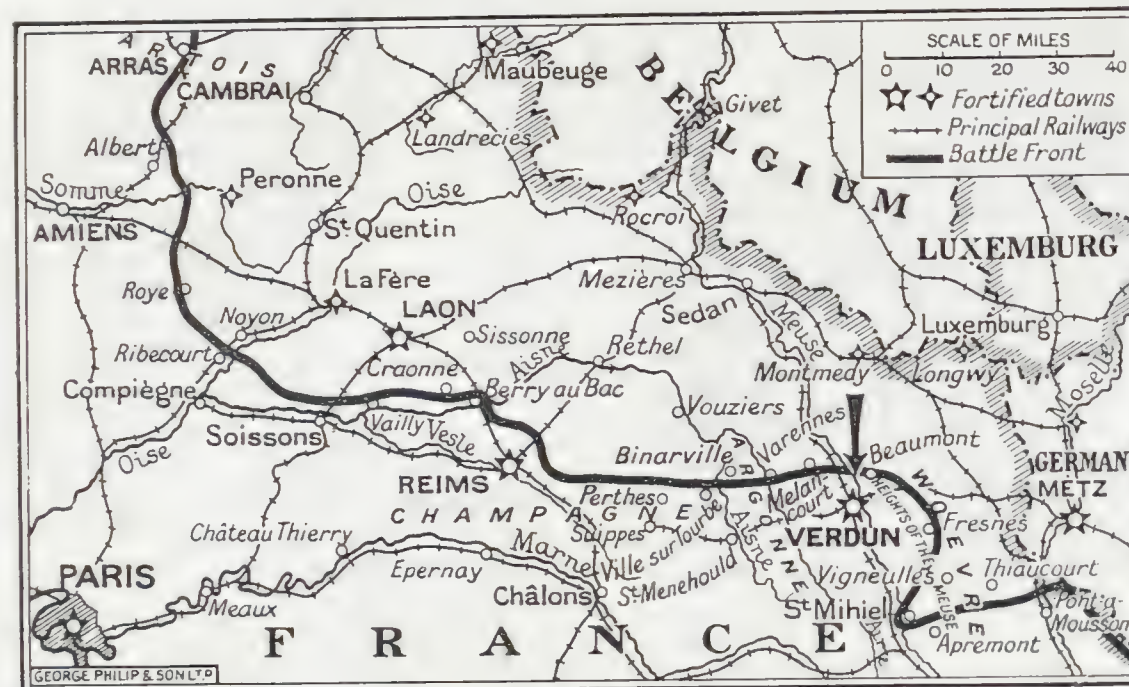 ARTOIS
ARRAS
CAMBRAI
Albert
Somme
Peronne
AMIENS
Maubeuge
Landrecies
Oise
St Quentin
BELGIUM
Givet
Rocroi
SCALE OF MILES
0 10 20 30 40
Fortified towns
Principal Railways
Battle Front
LUXEMBURG
Luxemburg
Roye
La Fère
LAON
Noyon
Ribecourt
Sissonne
Craonne
Aisne
Mezières
Sedan
Meuse
Rethel
Montmedy
Longwy
Moselle
Compiègne
Berry au Bac
Vailly
Vesle
Soissons
Oise
Vouziers
Varennes
Beaumont
Binarville
ARGONNE
Melancourt
GERMAN
METZ
REIMS
Perthes
CHAMPAGNE
Suippes
Ville sur Tourbe
Aisne
VERDUN
HEIGHTS OF THE MEUSE
WOEVRE
Fresnes
Château Thierry
Marne
Epernay
St Menehould
Vigneulles
Thiaucourt
PARIS
Meaux
Châlons
St Mihiel
Apremont
Pont-a-Mousson
Aire
FRANCE
GEORGE PHILIP & SON LTD